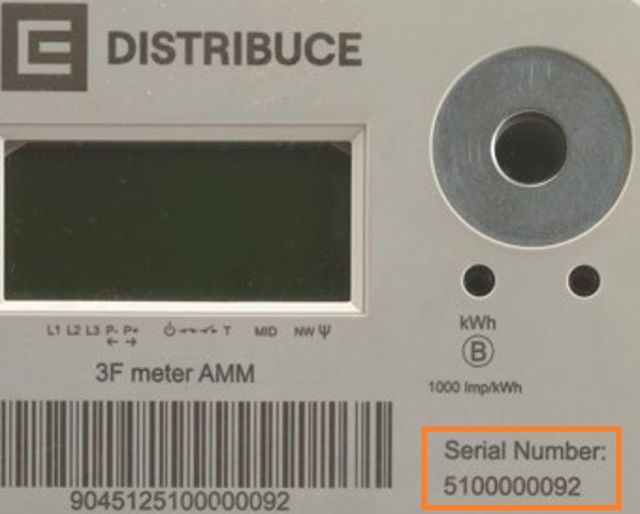 DISTRIBUCE
L1 L2 L3 P- P+ T MID NW
kWh
B
3F meter AMM
1000 Imp/kWh
Serial Number:
5100000092
9045125100000092